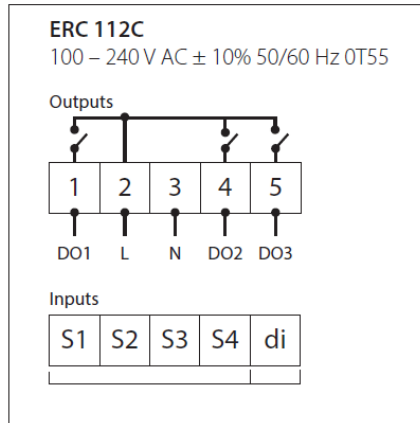 ERC 112C
100 – 240 V AC ± 10% 50/60 Hz 0T55
Outputs
1 2 3 4 5
DO1 L N DO2 DO3
Inputs
S1 S2 S3 S4 di